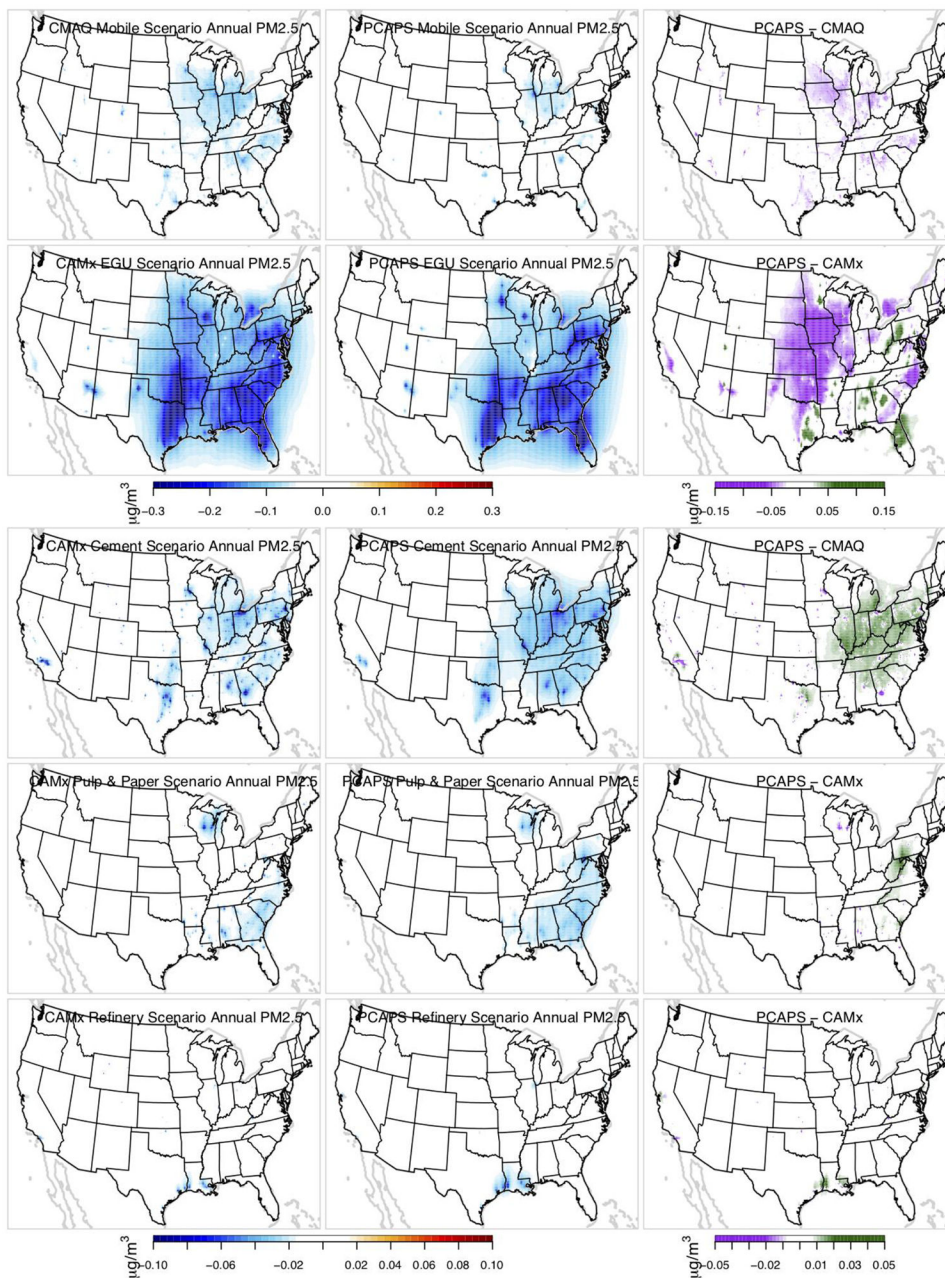 CMAQ Mobile Scenario Annual PM2.5
PCAPS Mobile Scenario Annual PM2.5
PCAPS − CMAQ
CAMx EGU Scenario Annual PM2.5
PCAPS EGU Scenario Annual PM2.5
PCAPS − CAMx
µg/m³ −0.3 −0.2 −0.1 0.0 0.1 0.2 0.3
µg/m³ −0.15 −0.05 0.05 0.15
CAMx Cement Scenario Annual PM2.5
PCAPS Cement Scenario Annual PM2.5
PCAPS − CMAQ
CAMx Pulp & Paper Scenario Annual PM2.5
PCAPS Pulp & Paper Scenario Annual PM2.5
PCAPS − CAMx
CAMx Refinery Scenario Annual PM2.5
PCAPS Refinery Scenario Annual PM2.5
PCAPS − CAMx
µg/m³ −0.10 −0.06 −0.02 0.02 0.04 0.06 0.08 0.10
µg/m³ −0.05 −0.02 0.01 0.03 0.05